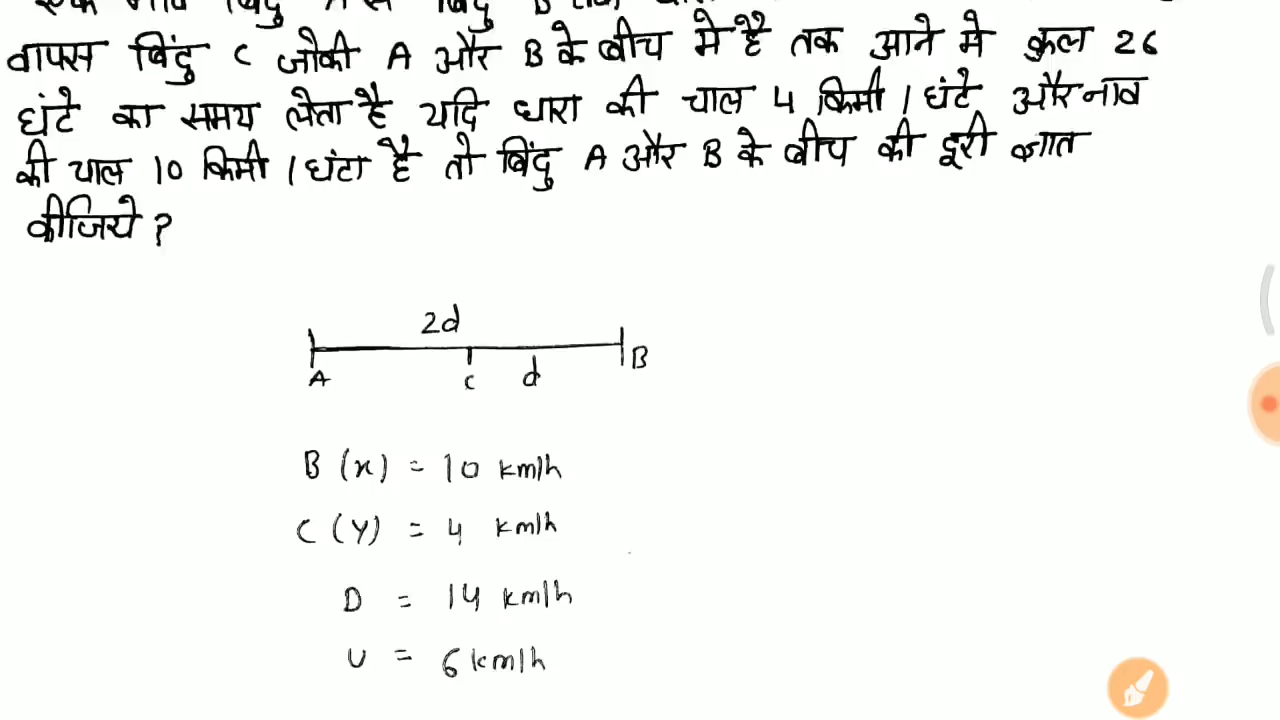 बिंदु A से बिंदु B तक
वापस बिंदु C जोकी A और B के बीच मे है तक आने मे कुल 26
घंटे का समय लेता है यदि धारा की चाल 4 किमी / घंटे और नाव
की चाल 10 किमी / घंटा है तो बिंदु A और B के बीच की दूरी ज्ञात
कीजिये ?
2d
A C d B
B (x) = 10 km/h
C (Y) = 4 km/h
D = 14 km/h
U = 6 km/h